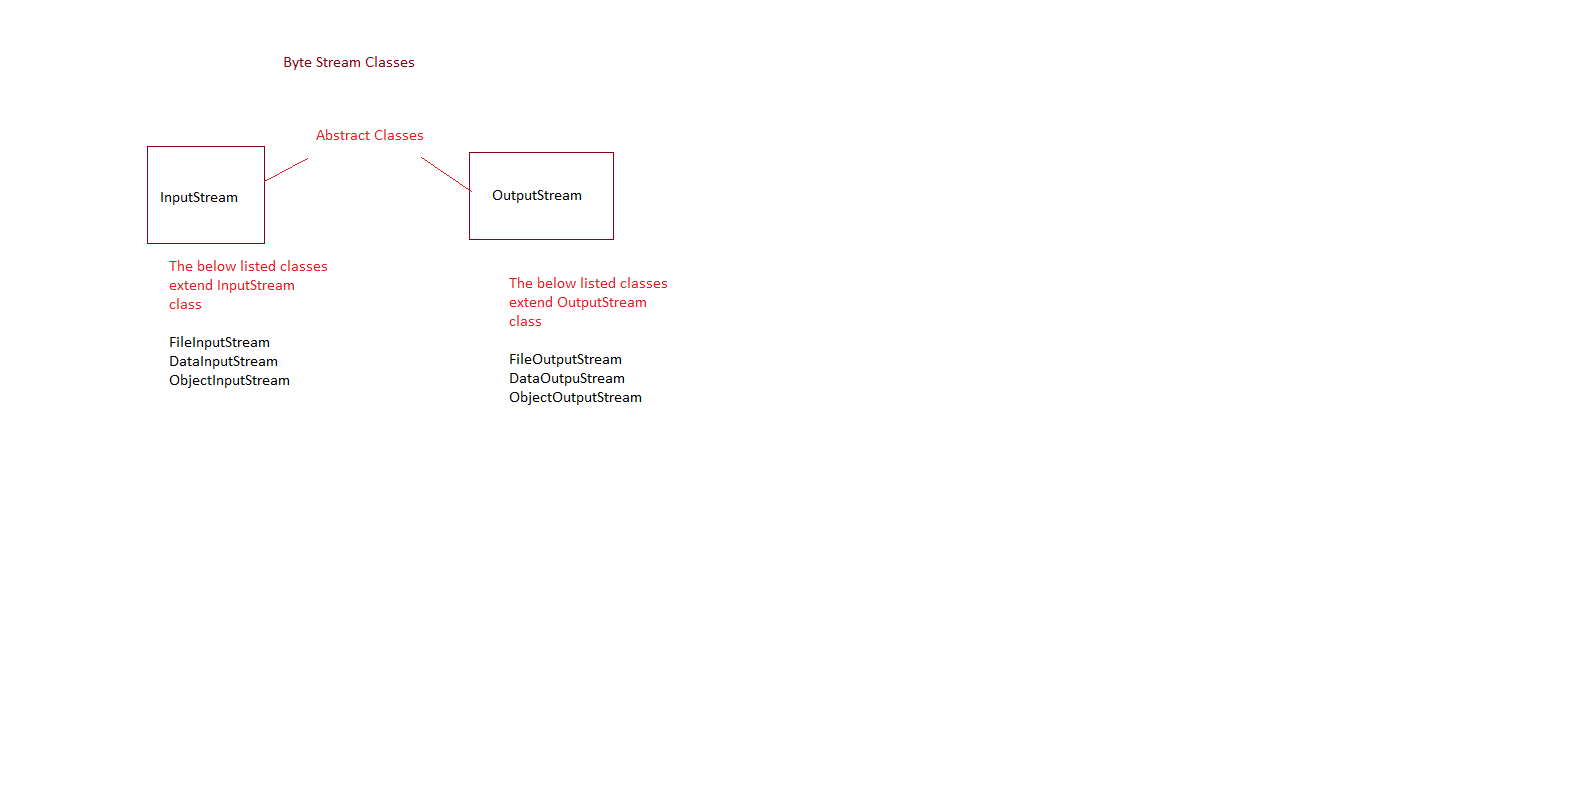 Byte Stream Classes
Abstract Classes
InputStream
OutputStream
The below listed classes
extend InputStream
class
FileInputStream
DataInputStream
ObjectInputStream
The below listed classes
extend OutputStream
class
FileOutputStream
DataOutpuStream
ObjectOutputStream